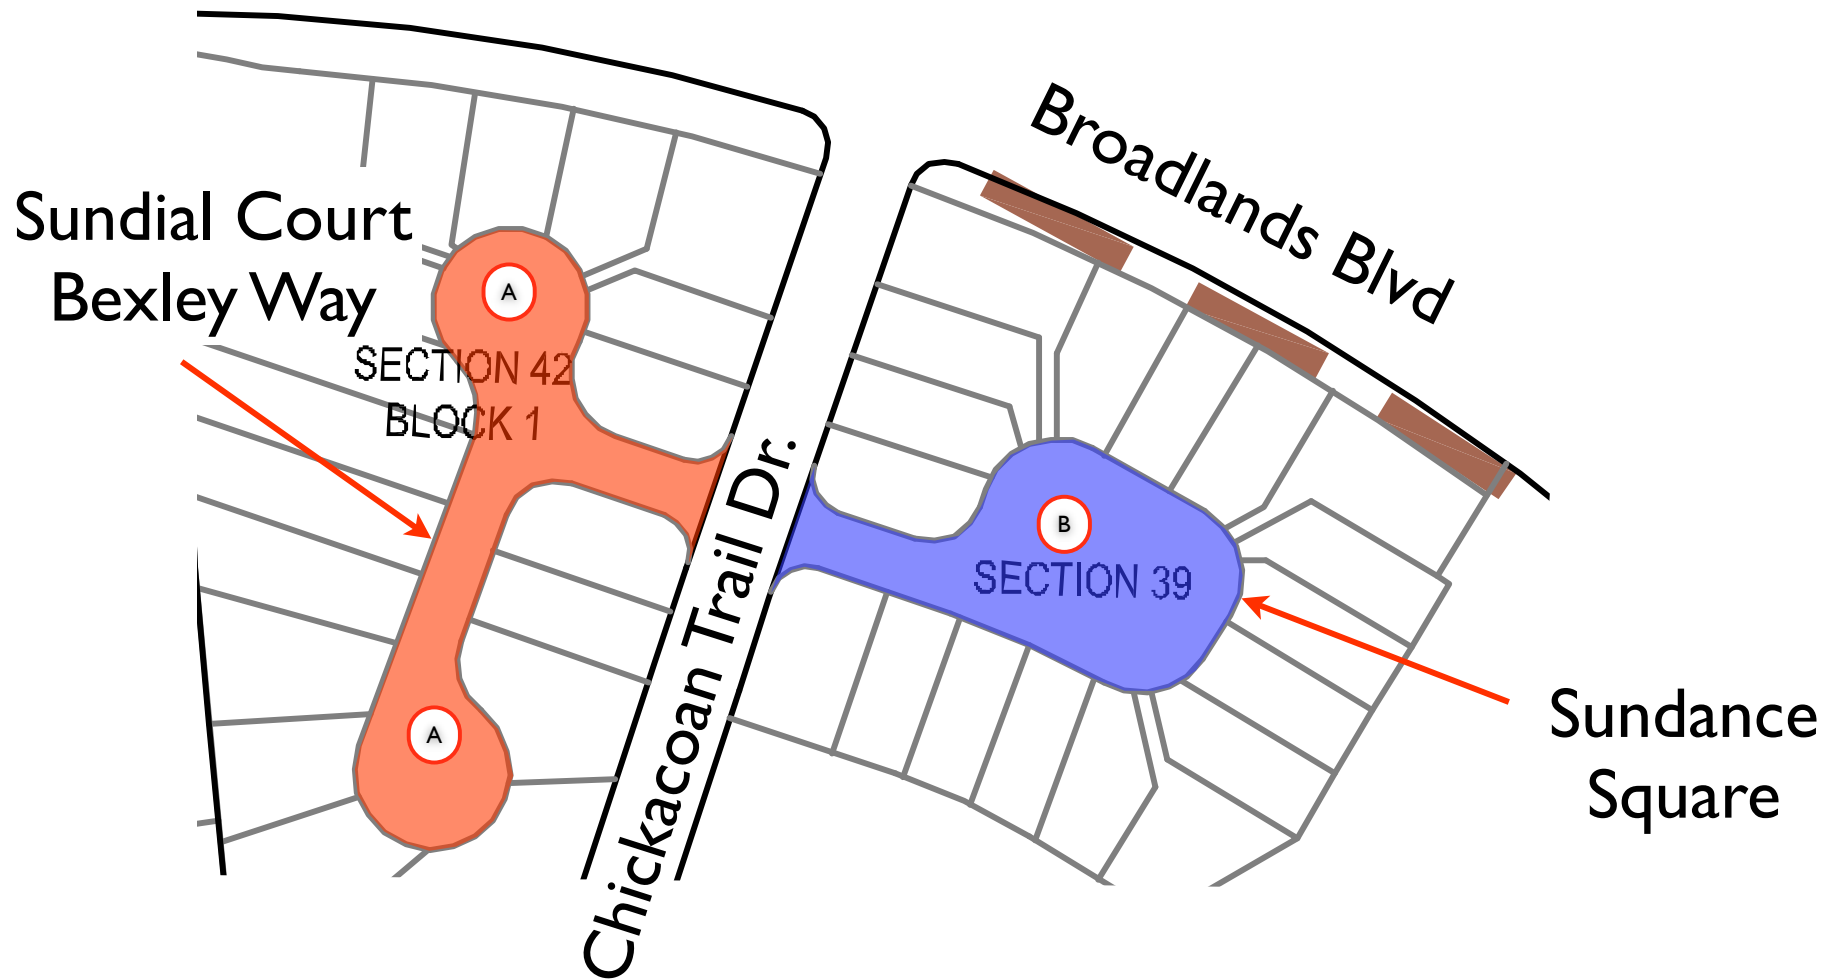 Broadlands Blvd
Sundial Court
Bexley Way
A
SECTION 42
BLOCK 1
Chickacoan Trail Dr.
B
SECTION 39
A
Sundance
Square